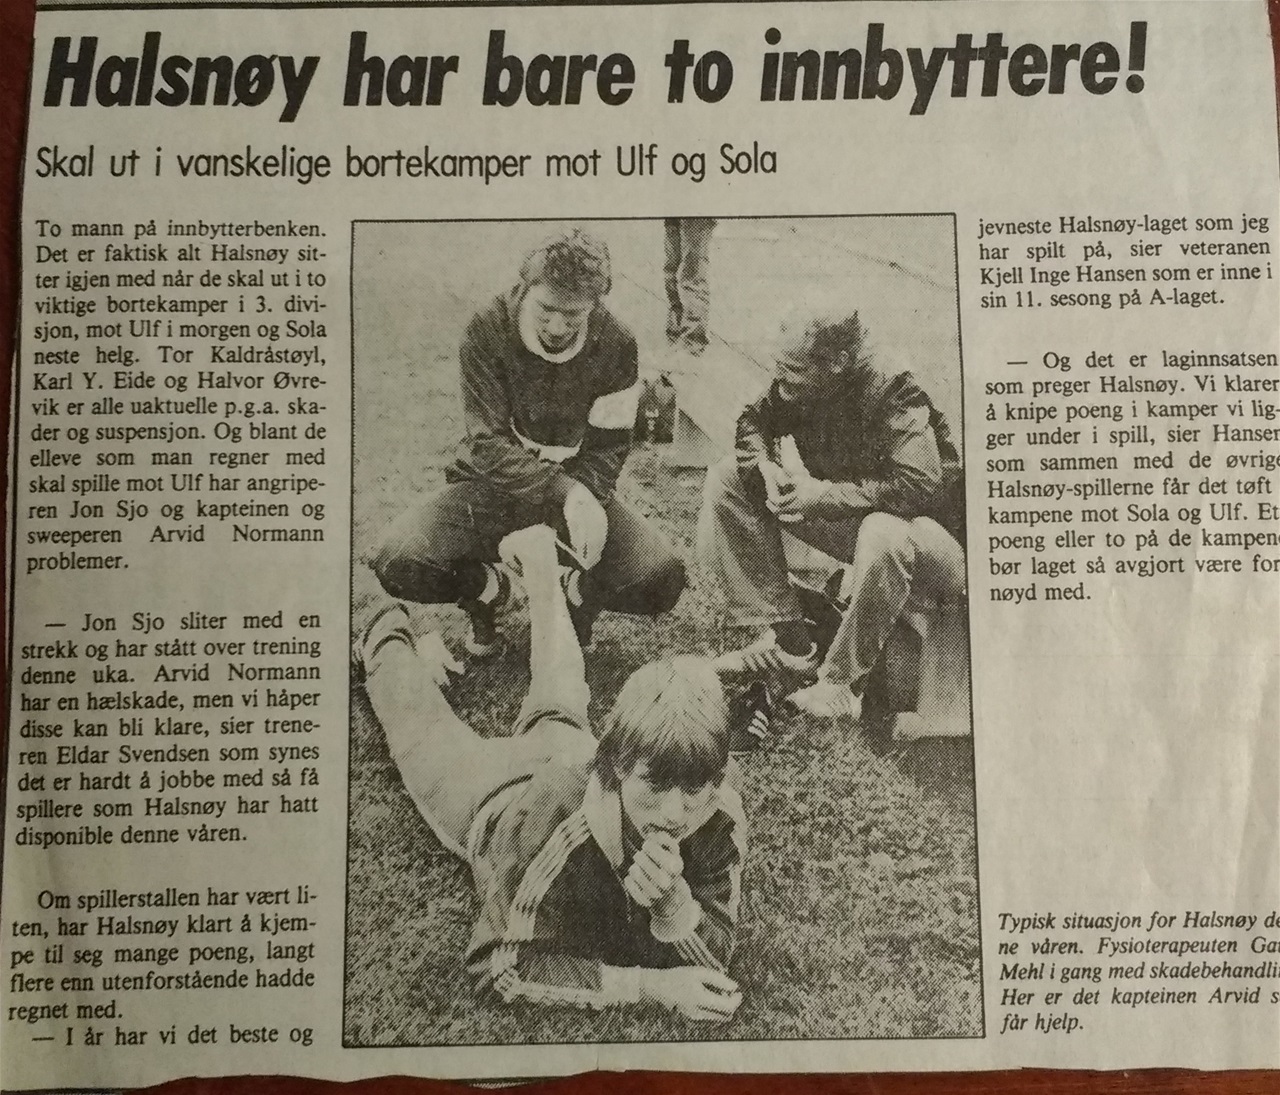 Halsnøy har bare to innbyttere!
Skal ut i vanskelige bortekamper mot Ulf og Sola
To mann på innbytterbenken.
Det er faktisk alt Halsnøy sit-
ter igjen med når de skal ut i to
viktige bortekamper i 3. divi-
sjon, mot Ulf i morgen og Sola
neste helg. Tor Kaldråstøyl,
Karl Y. Eide og Halvor Øvre-
vik er alle uaktuelle p.g.a. ska-
der og suspensjon. Og blant de
elleve som man regner med
skal spille mot Ulf har angripe-
ren Jon Sjo og kapteinen og
sweeperen Arvid Normann
problemer.
— Jon Sjo sliter med en
strekk og har stått over trening
denne uka. Arvid Normann
har en hælskade, men vi håper
disse kan bli klare, sier trene-
ren Eldar Svendsen som synes
det er hardt å jobbe med så få
spillere som Halsnøy har hatt
disponible denne våren.
Om spillerstallen har vært li-
ten, har Halsnøy klart å kjem-
pe til seg mange poeng, langt
flere enn utenforstående hadde
regnet med.
— I år har vi det beste og
jevneste Halsnøy-laget som jeg
har spilt på, sier veteranen
Kjell Inge Hansen som er inne i
sin 11. sesong på A-laget.
— Og det er laginnsatsen
som preger Halsnøy. Vi klarer
å knipe poeng i kamper vi lig-
ger under i spill, sier Hansen
som sammen med de øvrige
Halsnøy-spillerne får det tøft
kampene mot Sola og Ulf. Et
poeng eller to på de kampene
bør laget så avgjort være for
nøyd med.
Typisk situasjon for Halsnøy de
ne våren. Fysioterapeuten
Mehl i gang med skadebehandli
Her er det kapteinen Arvid s
får hjelp.